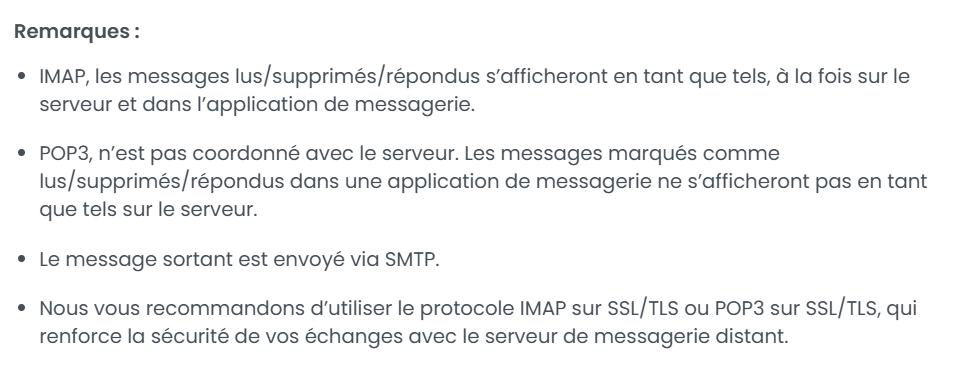 Remarques :
• IMAP, les messages lus/supprimés/répondus s’afficheront en tant que tels, à la fois sur le
serveur et dans l’application de messagerie.
• POP3, n’est pas coordonné avec le serveur. Les messages marqués comme
lus/supprimés/répondus dans une application de messagerie ne s’afficheront pas en tant
que tels sur le serveur.
• Le message sortant est envoyé via SMTP.
• Nous vous recommandons d’utiliser le protocole IMAP sur SSL/TLS ou POP3 sur SSL/TLS, qui
renforce la sécurité de vos échanges avec le serveur de messagerie distant.